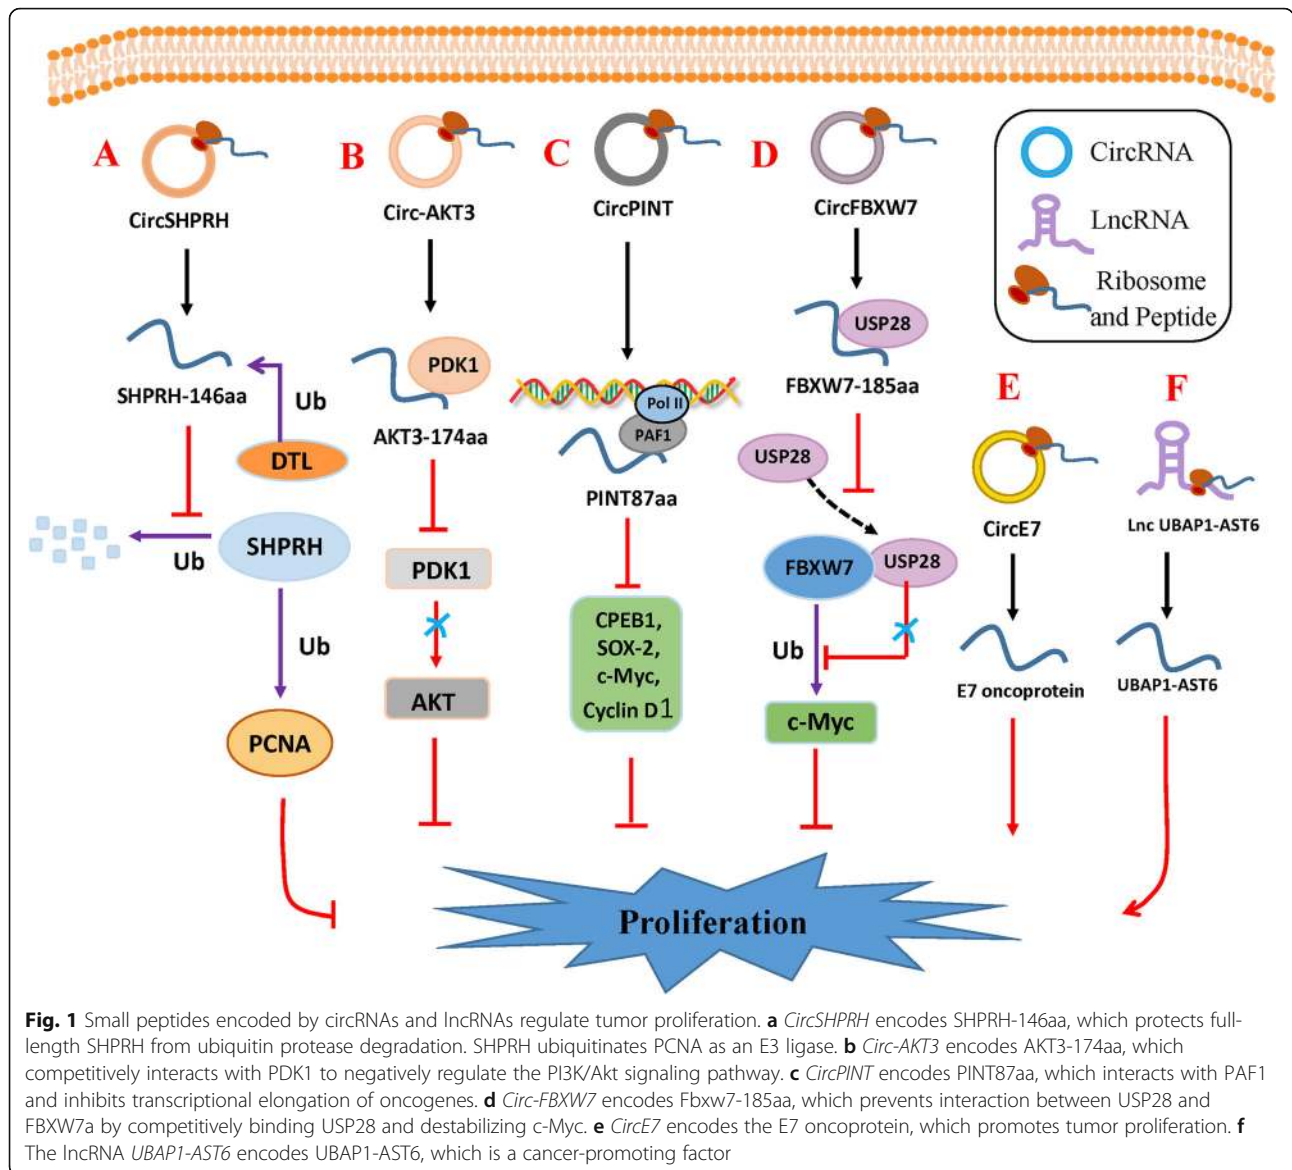 A
CircSHPRH
SHPRH-146aa
Ub
DTL
Ub
SHPRH
Ub
PCNA
B
Circ-AKT3
PDK1
AKT3-174aa
PDK1
AKT
C
CircPINT
Pol II
PAF1
PINT87aa
CPEB1,
SOX-2,
c-Myc,
Cyclin D1
D
CircFBXW7
USP28
FBXW7-185aa
USP28
FBXW7
USP28
Ub
c-Myc
CircRNA
LncRNA
Ribosome
and Peptide
E
CircE7
E7 oncoprotein
F
Lnc UBAP1-AST6
UBAP1-AST6
Proliferation
Fig. 1 Small peptides encoded by circRNAs and lncRNAs regulate tumor proliferation. a CircSHPRH encodes SHPRH-146aa, which protects full-
length SHPRH from ubiquitin protease degradation. SHPRH ubiquitinates PCNA as an E3 ligase. b Circ-AKT3 encodes AKT3-174aa, which
competitively interacts with PDK1 to negatively regulate the PI3K/Akt signaling pathway. c CircPINT encodes PINT87aa, which interacts with PAF1
and inhibits transcriptional elongation of oncogenes. d Circ-FBXW7 encodes Fbxw7-185aa, which prevents interaction between USP28 and
FBXW7a by competitively binding USP28 and destabilizing c-Myc. e CircE7 encodes the E7 oncoprotein, which promotes tumor proliferation. f
The lncRNA UBAP1-AST6 encodes UBAP1-AST6, which is a cancer-promoting factor